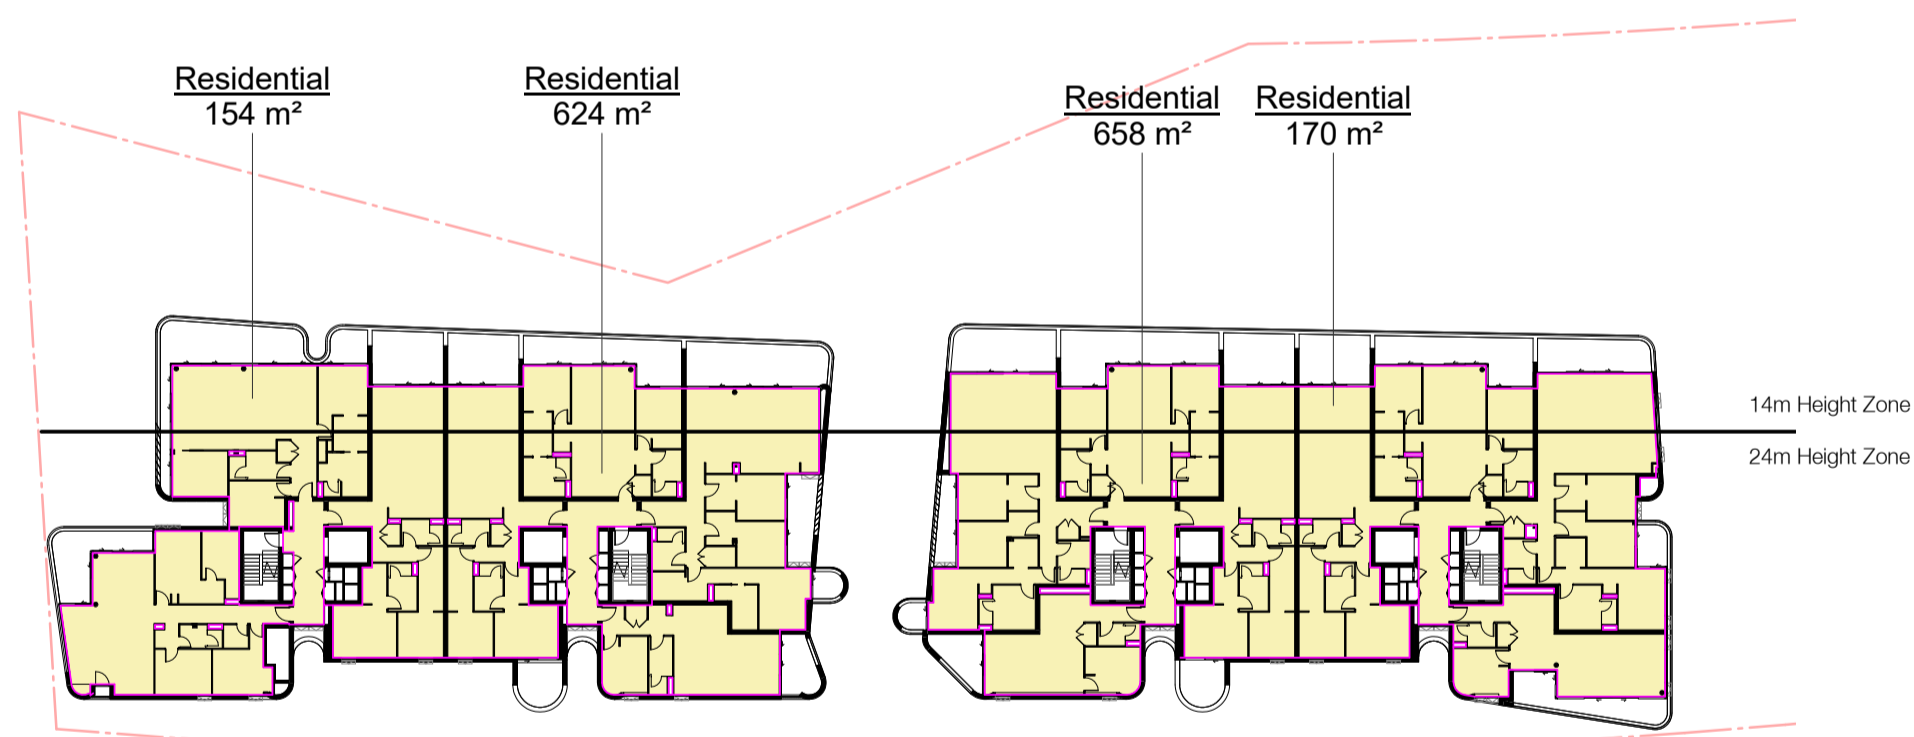 Residential
154 m²
Residential
624 m²
Residential
658 m²
Residential
170 m²
14m Height Zone
24m Height Zone